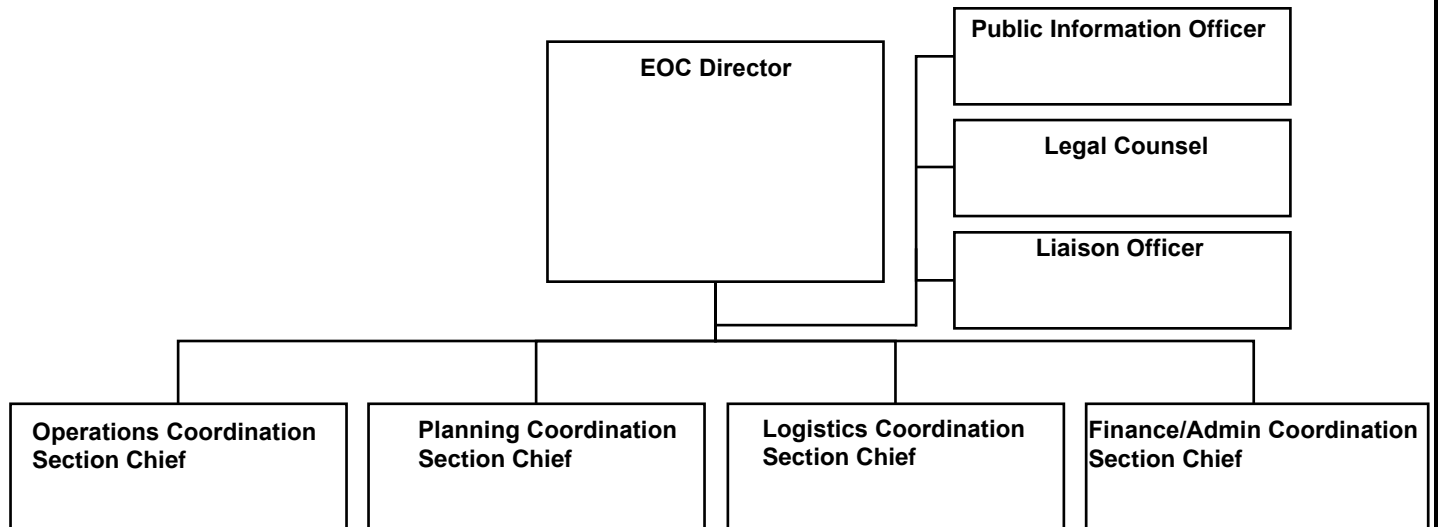 Public Information Officer
EOC Director
Legal Counsel
Liaison Officer
Operations Coordination
Section Chief
Planning Coordination
Section Chief
Logistics Coordination
Section Chief
Finance/Admin Coordination
Section Chief